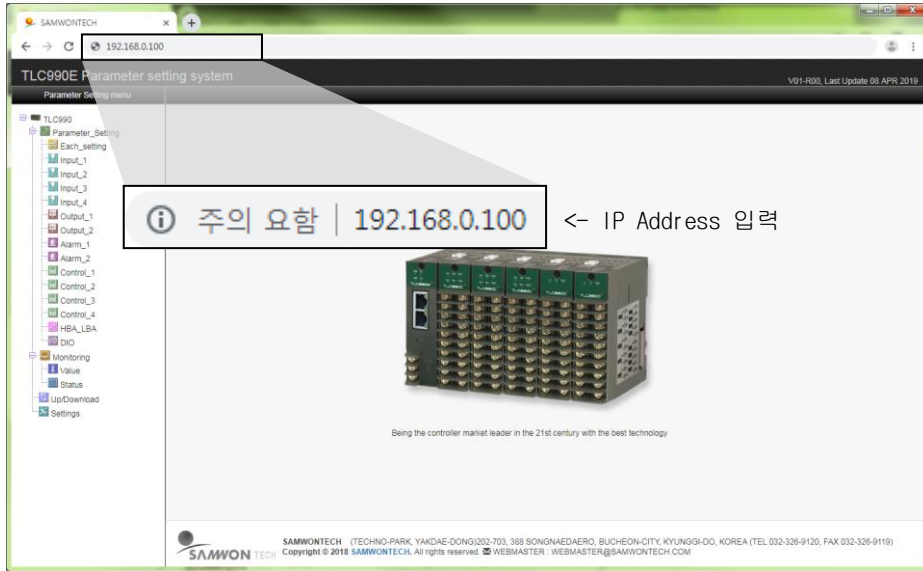 SAMWONTECH
192.168.0.100
TLC990E Parameter setting system
V01-R00, Last Update 08 APR 2019
Parameter Setting menu
TLC990
Parameter_Setting
Each_setting
Input_1
Input_2
Input_3
Input_4
Output_1
Output_2
Alarm_1
Alarm_2
Control_1
Control_2
Control_3
Control_4
HBA_LBA
DIO
Monitoring
Value
Status
Up/Download
Settings
주의 요함 | 192.168.0.100
<- IP Address 입력
Being the controller market leader in the 21st century with the best technology
SAMWON TECH
SAMWONTECH (TECHNO-PARK, YAKDAE-DONG)202-703, 388 SONGNAEDAERO, BUCHEON-CITY, KYUNGGI-DO, KOREA (TEL 032-326-9120, FAX 032-326-9119)
Copyright © 2018 SAMWONTECH. All rights reserved. WEBMASTER : WEBMASTER@SAMWONTECH.COM